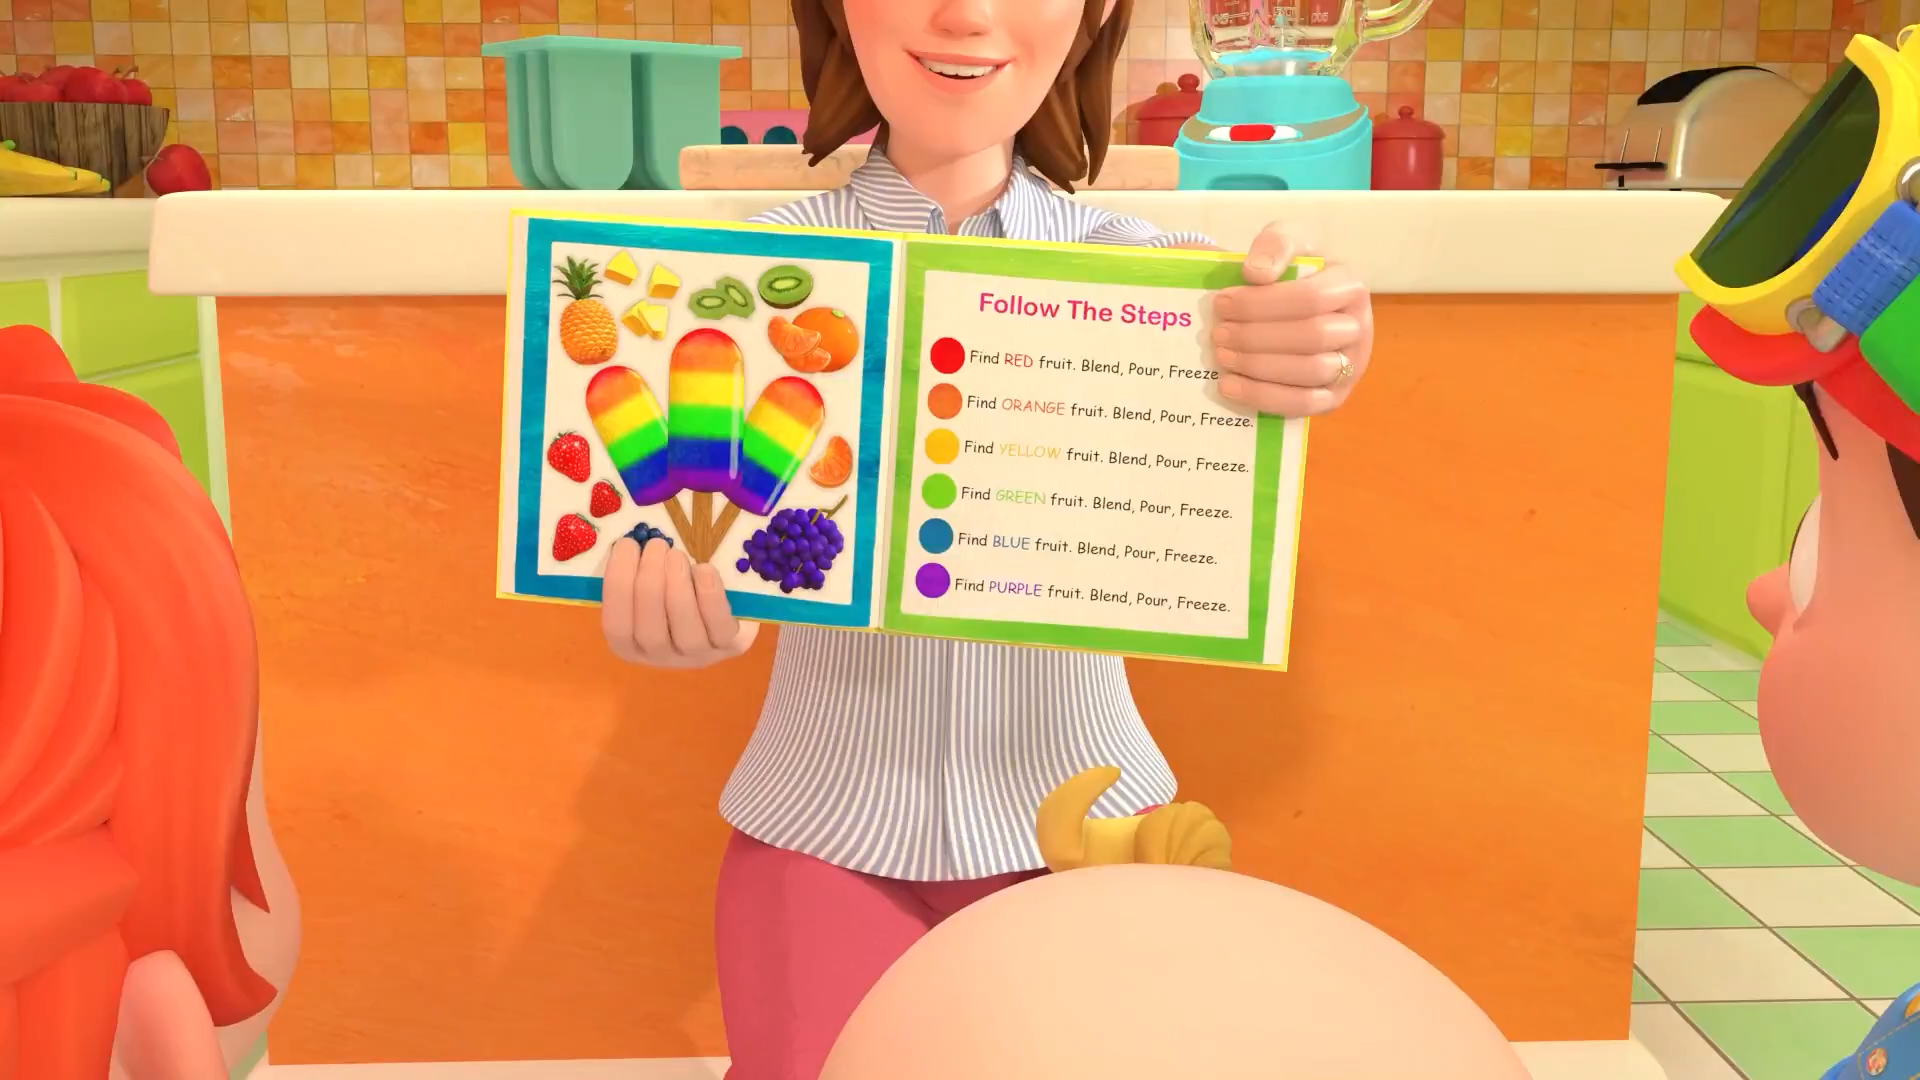 Follow The Steps
Find RED fruit. Blend, Pour, Freeze
Find ORANGE fruit. Blend, Pour, Freeze.
Find YELLOW fruit. Blend, Pour, Freeze.
Find GREEN fruit. Blend, Pour, Freeze.
Find BLUE fruit. Blend, Pour, Freeze.
Find PURPLE fruit. Blend, Pour, Freeze.